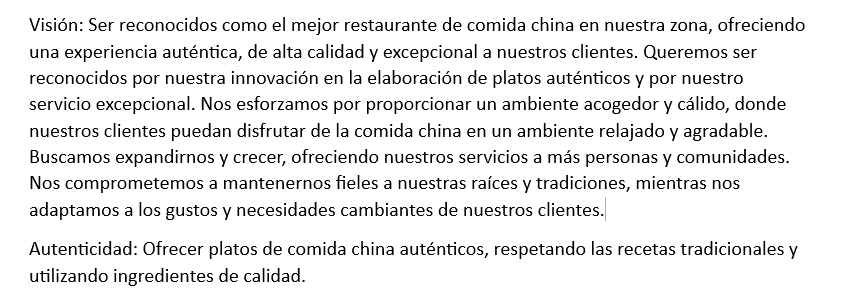 Visión: Ser reconocidos como el mejor restaurante de comida china en nuestra zona, ofreciendo
una experiencia auténtica, de alta calidad y excepcional a nuestros clientes. Queremos ser
reconocidos por nuestra innovación en la elaboración de platos auténticos y por nuestro
servicio excepcional. Nos esforzamos por proporcionar un ambiente acogedor y cálido, donde
nuestros clientes puedan disfrutar de la comida china en un ambiente relajado y agradable.
Buscamos expandirnos y crecer, ofreciendo nuestros servicios a más personas y comunidades.
Nos comprometemos a mantenernos fieles a nuestras raíces y tradiciones, mientras nos
adaptamos a los gustos y necesidades cambiantes de nuestros clientes.
Autenticidad: Ofrecer platos de comida china auténticos, respetando las recetas tradicionales y
utilizando ingredientes de calidad.